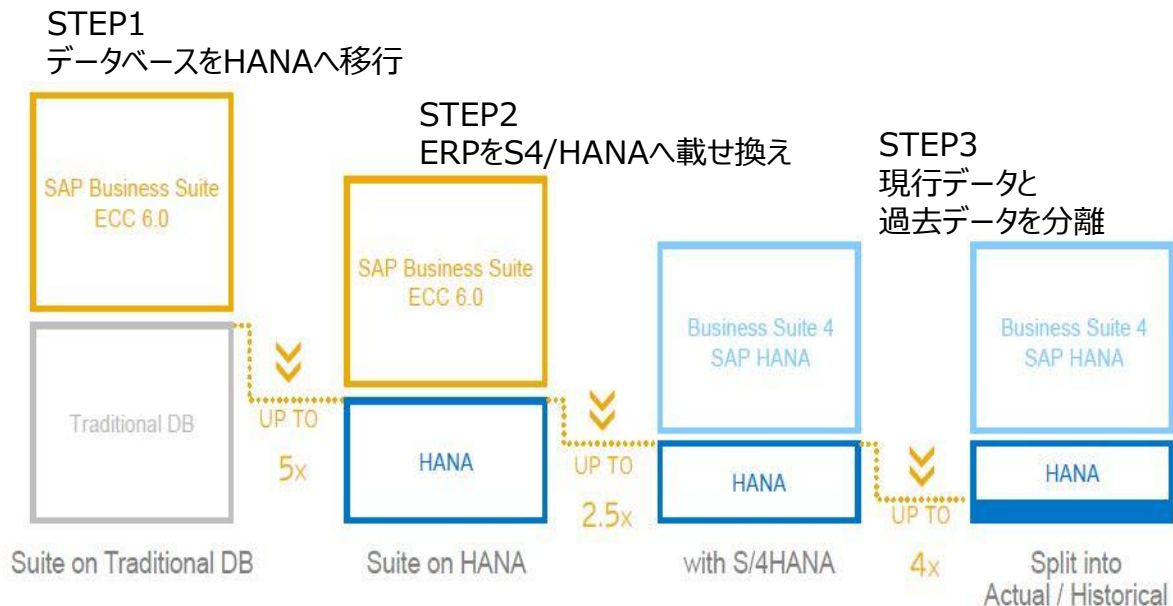 STEP1
データベースをHANAへ移行
STEP2
ERPをS4/HANAへ載せ換え
STEP3
現行データと
過去データを分離
SAP Business Suite
ECC 6.0
Traditional DB
Suite on Traditional DB
UP TO
5x
SAP Business Suite
ECC 6.0
HANA
Suite on HANA
UP TO
2.5x
Business Suite 4
SAP HANA
HANA
with S/4HANA
UP TO
4x
Business Suite 4
SAP HANA
HANA
Split into
Actual / Historical